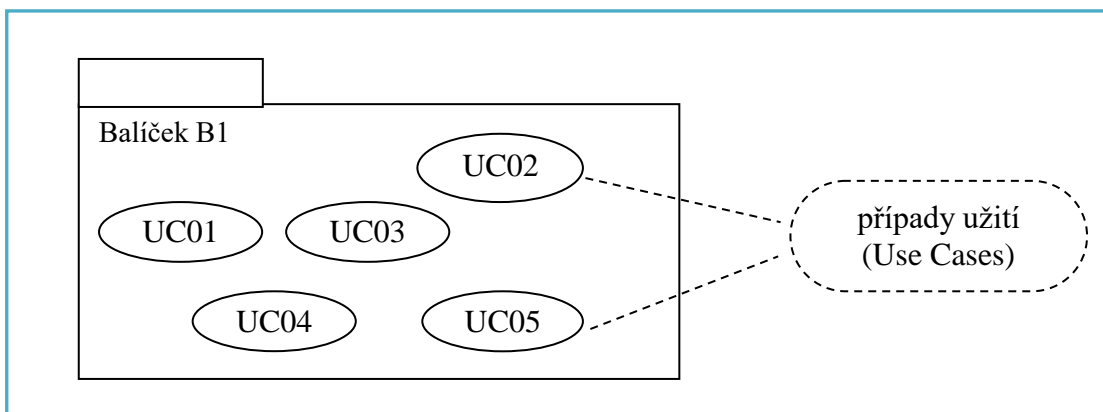 Balíček B1
UC02
UC01
UC03
případy užití
(Use Cases)
UC04
UC05